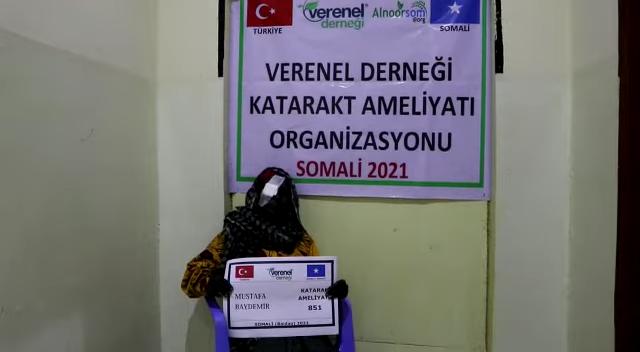 verenel
derneği
Alnoorsom
TÜRKİYE
SOMALİ
VERENEL DERNEĞİ
KATARAKT AMELİYATI
ORGANİZASYONU
SOMALİ 2021
verenel
derneği
MUSTAFA
BAYDEMİR
KATARAKT
AMELİYATI
851